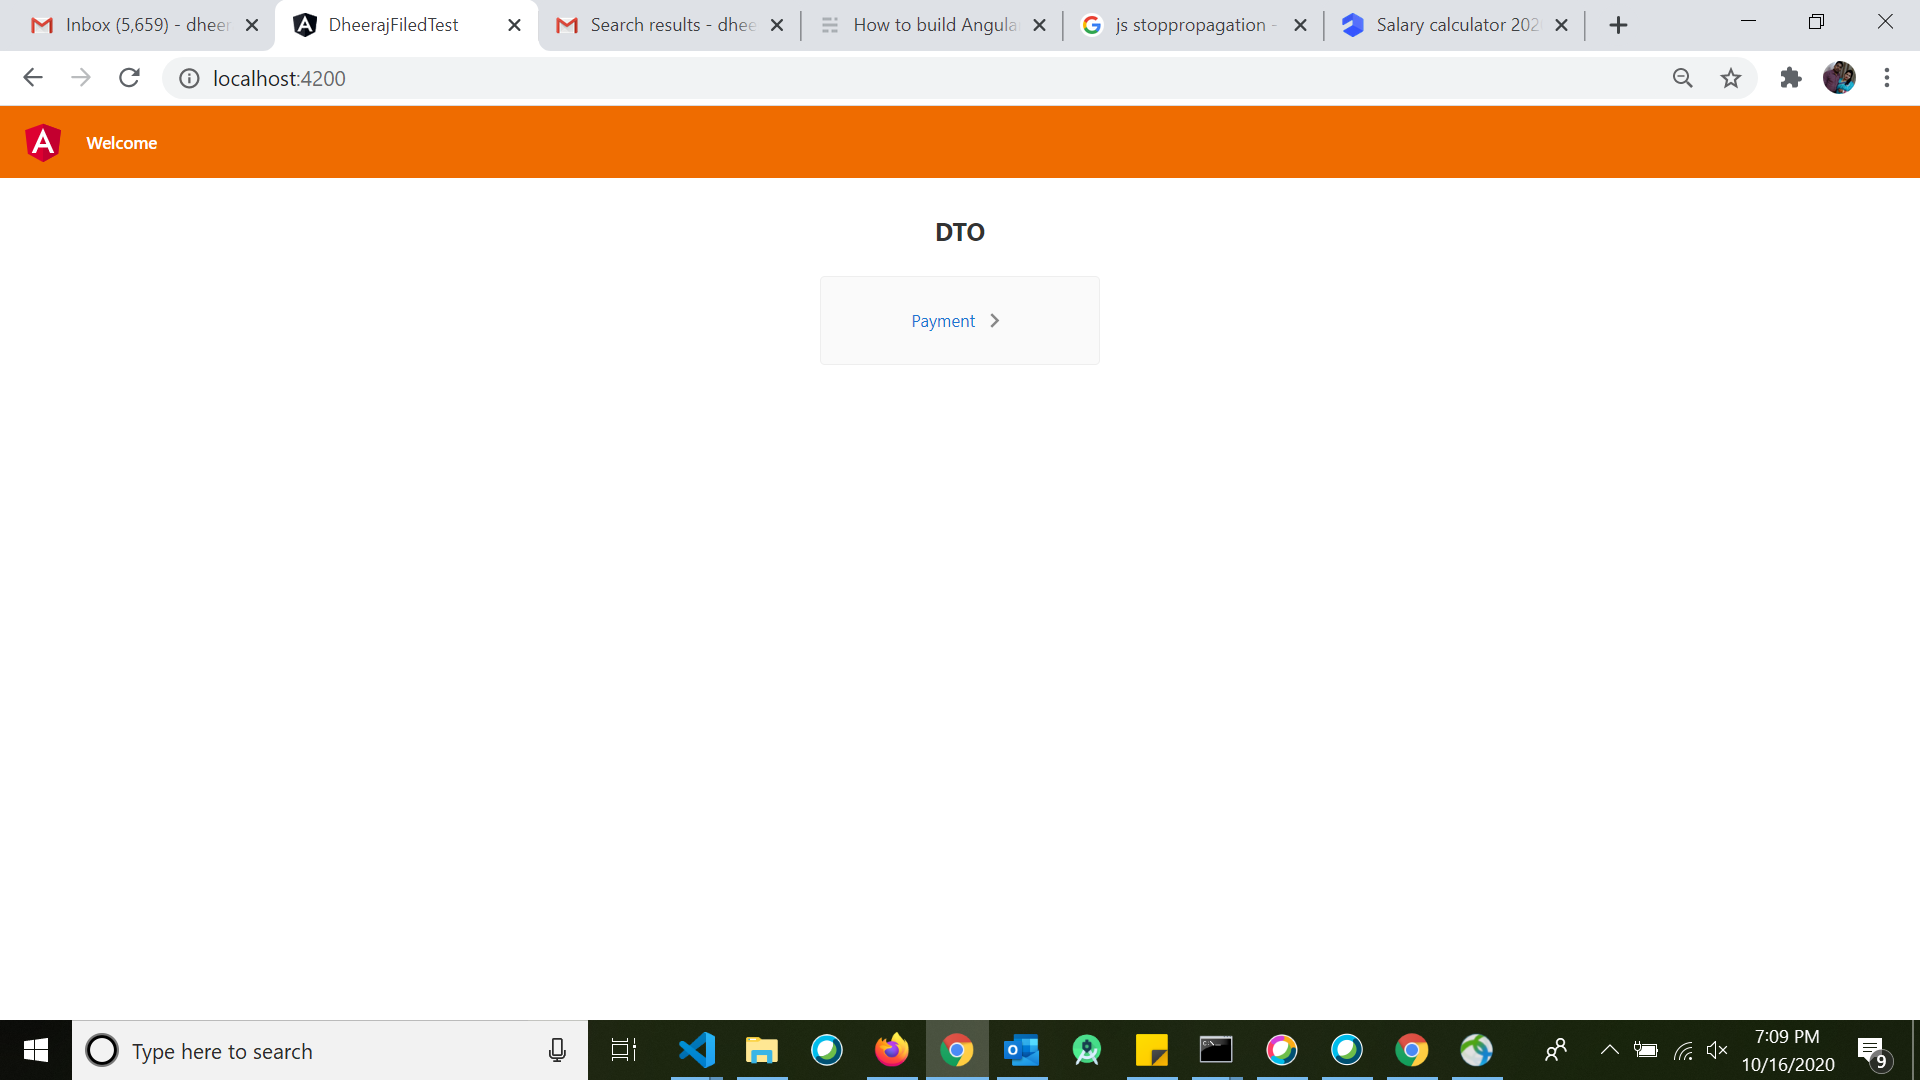 Inbox (5,659) - dheer
DheerajFiledTest
Search results - dhee
How to build Angula
js stoppropagation -
Salary calculator 202
localhost:4200
Welcome
DTO
Payment
Type here to search
7:09 PM
10/16/2020
9